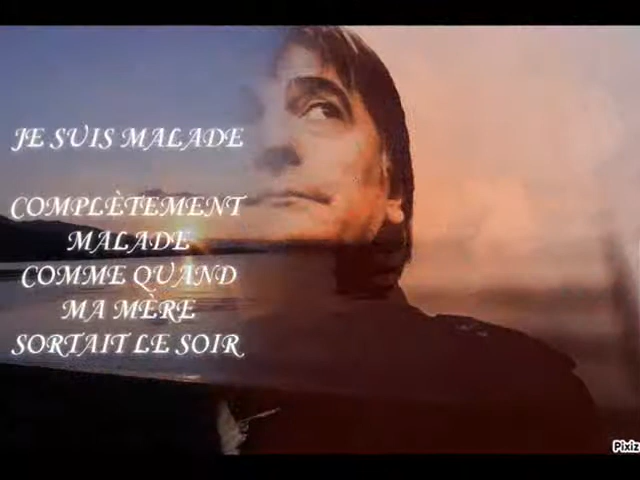 JE SUIS MALADE
COMPLÈTEMENT
MALADE
COMME QUAND
MA MÈRE
SORTAIT LE SOIR
Pixiz